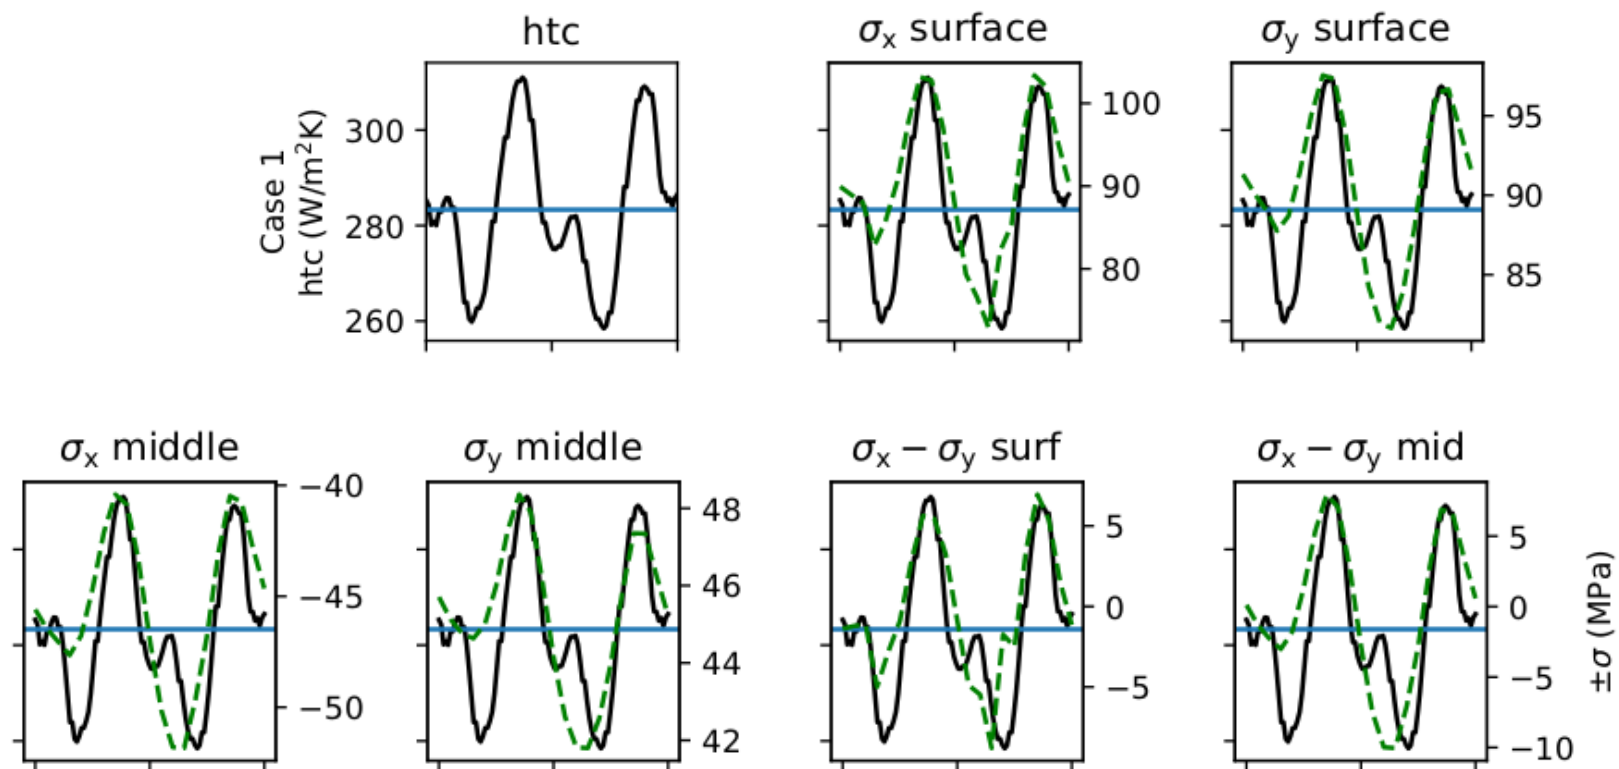 htc
σx surface
σy surface
Case 1
htc (W/m²K)
300
280
260
100
90
80
95
90
85
σx middle
σy middle
σx − σy surf
σx − σy mid
−40
−45
−50
48
46
44
42
5
0
−5
5
0
−5
−10
±σ (MPa)